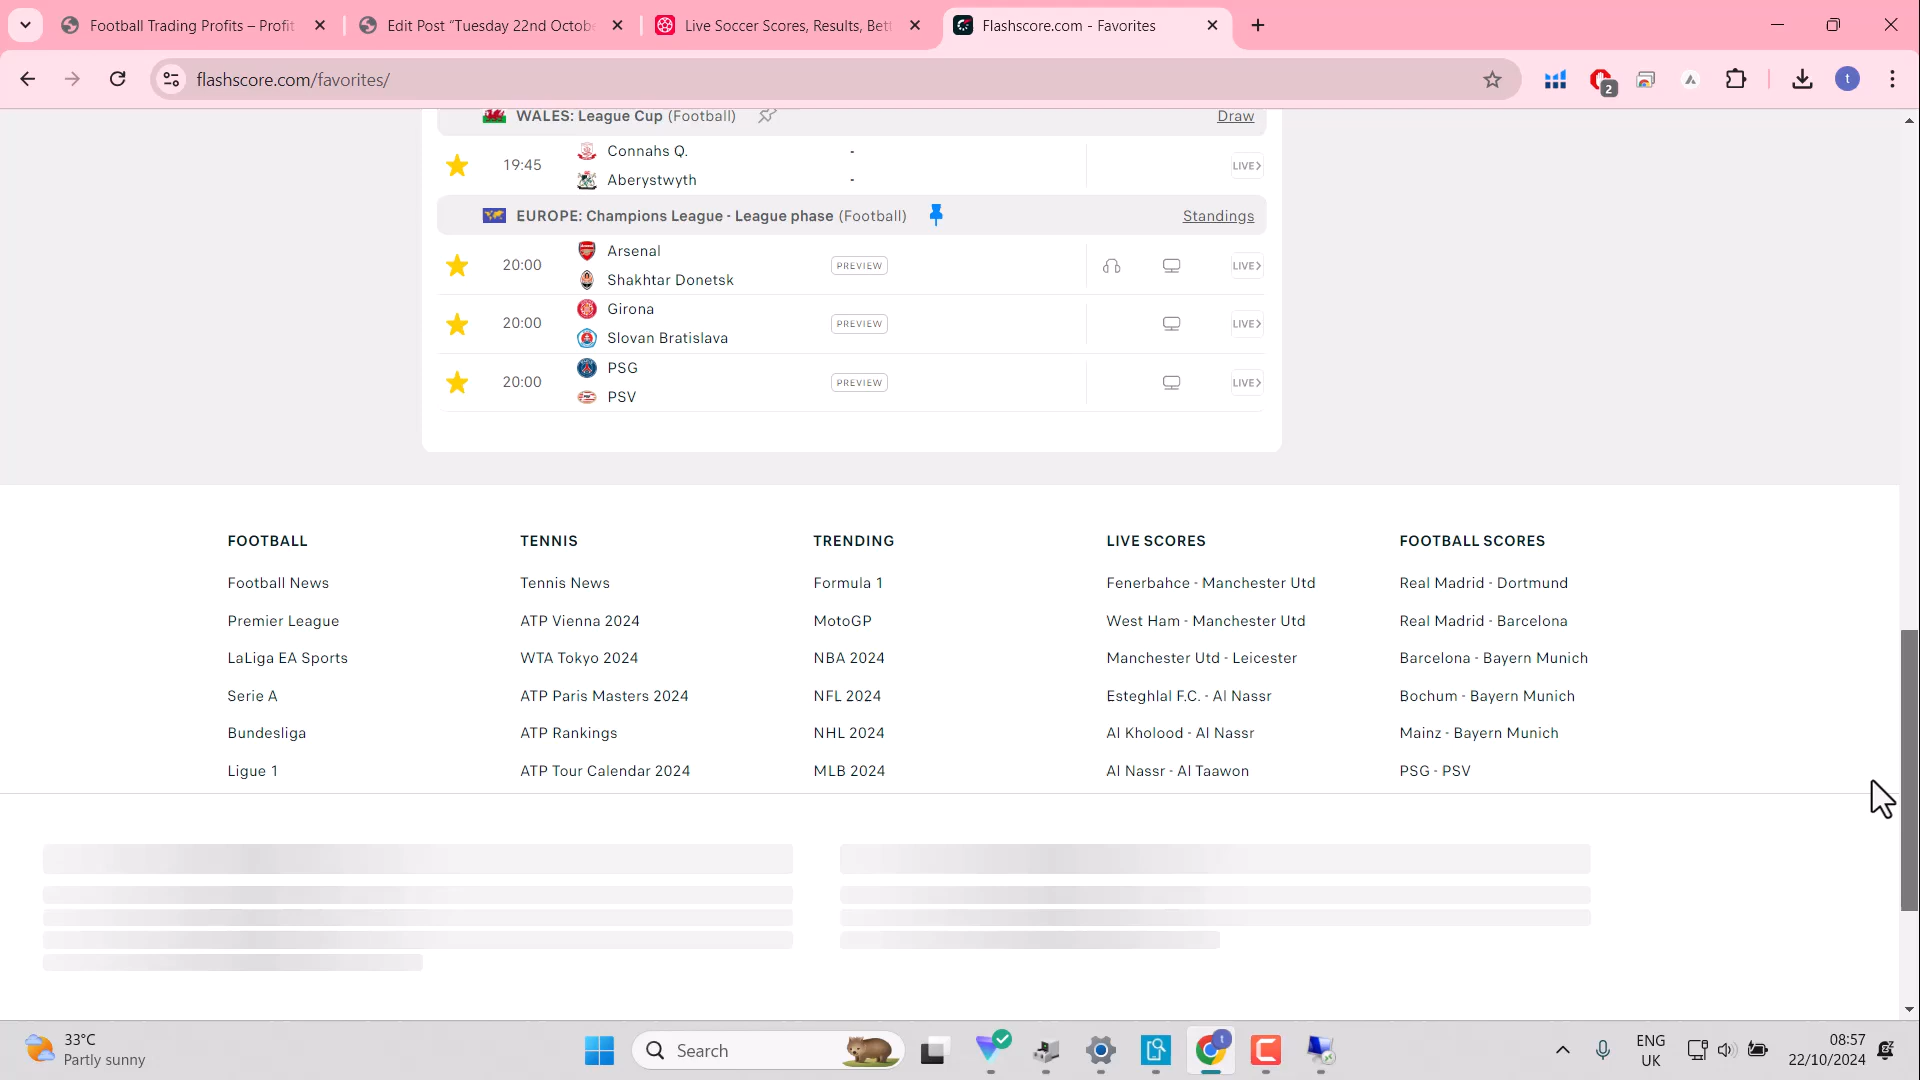 Football Trading Profits – Profit
Edit Post “Tuesday 22nd Octobe
Live Soccer Scores, Results, Bett
Flashscore.com - Favorites
flashscore.com/favorites/
2
t
WALES: League Cup (Football)
Draw
19:45
Connahs Q.
-
LIVE
Aberystwyth
-
EUROPE: Champions League - League phase (Football)
Standings
20:00
Arsenal
Shakhtar Donetsk
PREVIEW
LIVE
20:00
Girona
Slovan Bratislava
PREVIEW
LIVE
20:00
PSG
PSV
PREVIEW
LIVE
FOOTBALL
Football News
Premier League
LaLiga EA Sports
Serie A
Bundesliga
Ligue 1
TENNIS
Tennis News
ATP Vienna 2024
WTA Tokyo 2024
ATP Paris Masters 2024
ATP Rankings
ATP Tour Calendar 2024
TRENDING
Formula 1
MotoGP
NBA 2024
NFL 2024
NHL 2024
MLB 2024
LIVE SCORES
Fenerbahce - Manchester Utd
West Ham - Manchester Utd
Manchester Utd - Leicester
Esteghlal F.C. - Al Nassr
Al Kholood - Al Nassr
Al Nassr - Al Taawon
FOOTBALL SCORES
Real Madrid - Dortmund
Real Madrid - Barcelona
Barcelona - Bayern Munich
Bochum - Bayern Munich
Mainz - Bayern Munich
PSG - PSV
33°C
Partly sunny
Search
t
ENG
UK
08:57
22/10/2024